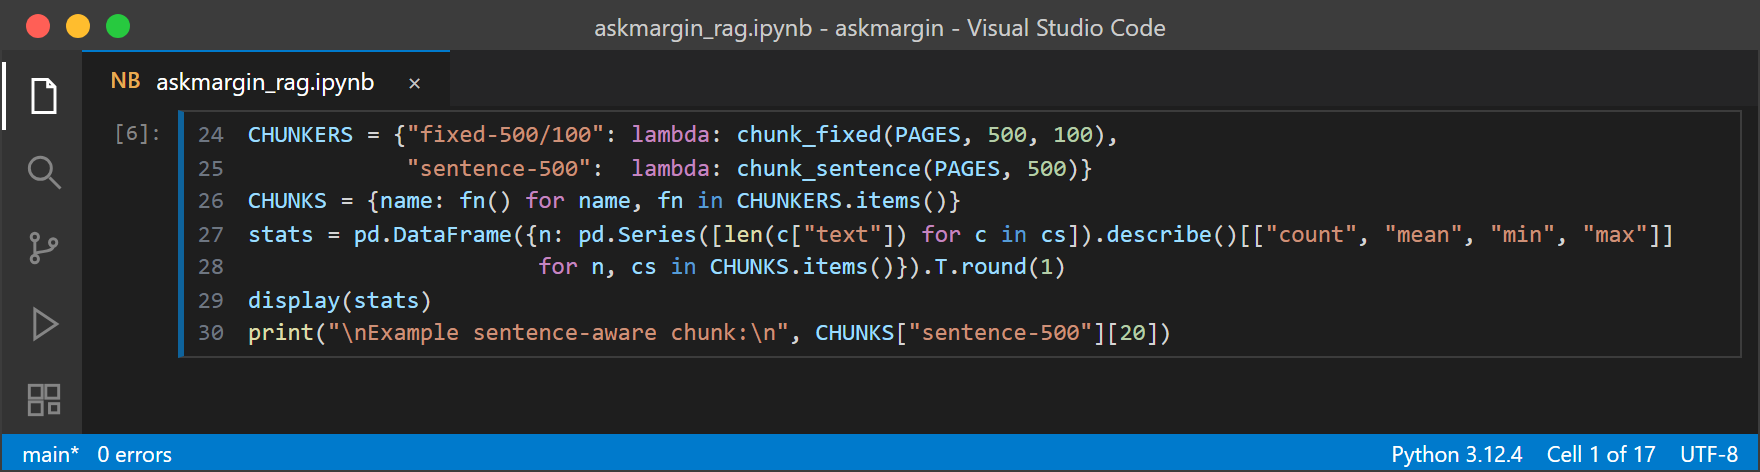 askmargin_rag.ipynb - askmargin - Visual Studio Code
NB askmargin_rag.ipynb ×
[6]:
24 CHUNKERS = {"fixed-500/100": lambda: chunk_fixed(PAGES, 500, 100),
25             "sentence-500":  lambda: chunk_sentence(PAGES, 500)}
26 CHUNKS = {name: fn() for name, fn in CHUNKERS.items()}
27 stats = pd.DataFrame({n: pd.Series([len(c["text"]) for c in cs]).describe()[["count", "mean", "min", "max"]]
28                       for n, cs in CHUNKS.items()}).T.round(1)
29 display(stats)
30 print("\nExample sentence-aware chunk:\n", CHUNKS["sentence-500"][20])
main* 0 errors Python 3.12.4 Cell 1 of 17 UTF-8